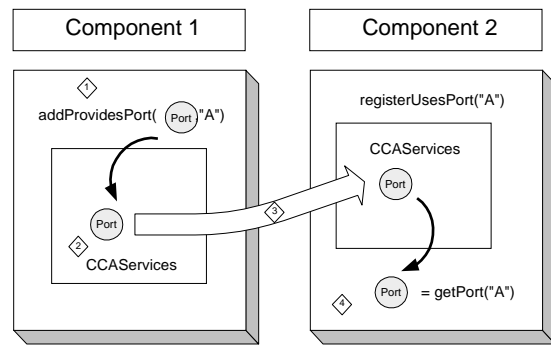 Component 1
Component 2
1
addProvidesPort( Port ,"A")
Port
2
CCAServices
3
registerUsesPort("A")
CCAServices
Port
4
Port = getPort("A")